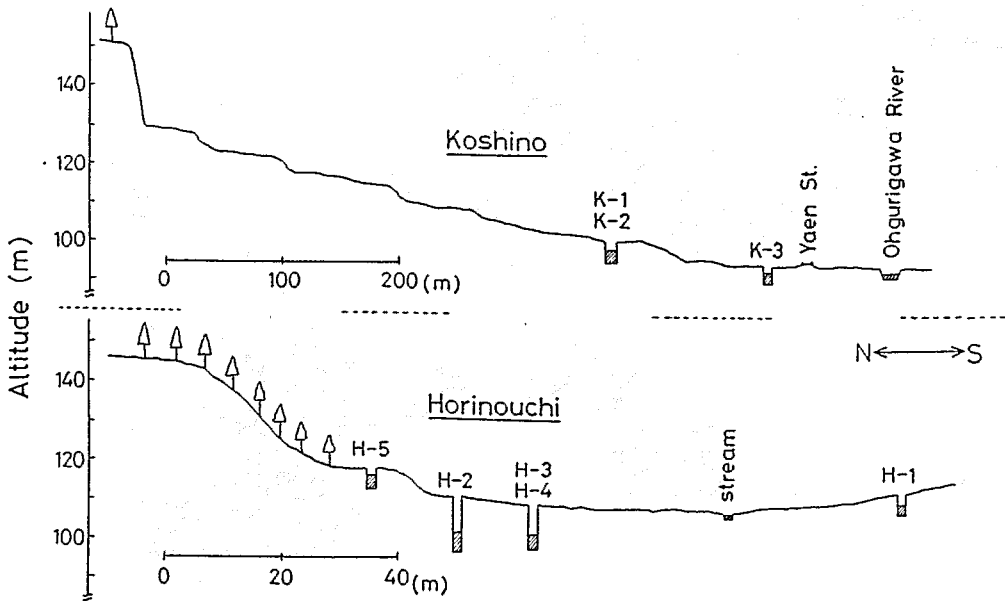 Altitude (m)
140
120
100
Koshino
K-1
K-2
K-3
Yaen St.
Ohgurigawa River
0 100 200 (m)
N S
140
120
100
Horinouchi
H-5
H-2
H-3
H-4
stream
H-1
0 20 40 (m)